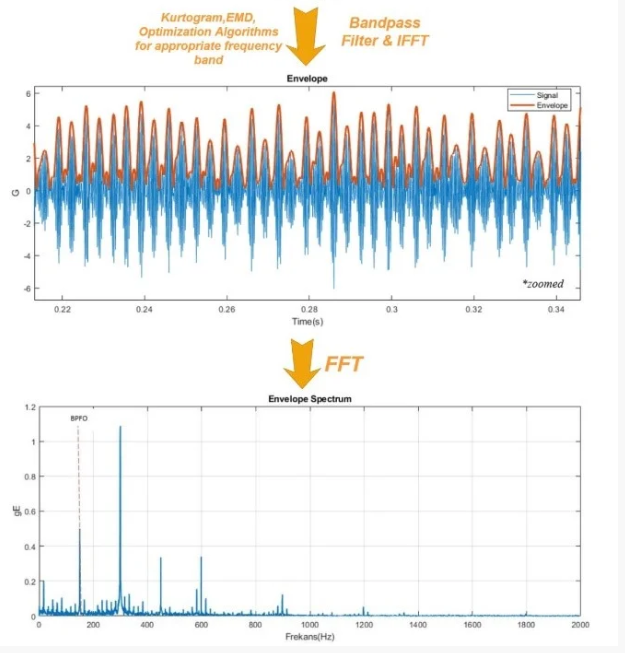 Kurtogram,EMD,
Optimization Algorithms
for appropriate frequency
band
Bandpass
Filter & IFFT
Envelope
Signal
Envelope
6
4
2
0
-2
-4
-6
G
*zoomed
0.22
0.24
0.26
0.28
0.3
0.32
0.34
Time(s)
FFT
Envelope Spectrum
BPFO
1.2
1
0.8
0.6
0.4
0.2
0
gE
0
200
400
600
800
1000
1200
1400
1600
1800
2000
Frekans(Hz)